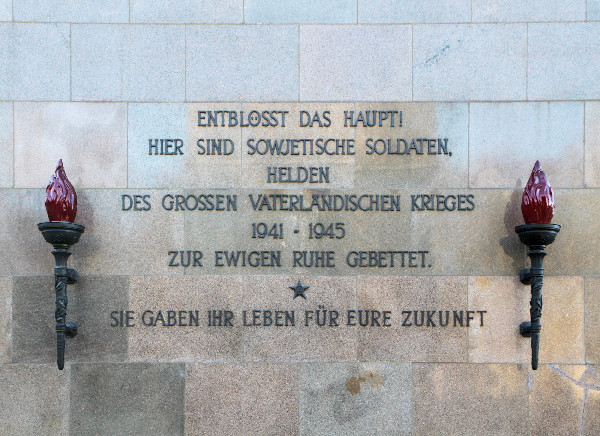 ENTBLÖSST DAS HAUPT!
HIER SIND SOWJETISCHE SOLDATEN,
HELDEN
DES GROSSEN VATERLÄNDISCHEN KRIEGES
1941 - 1945
ZUR EWIGEN RUHE GEBETTET.
SIE GABEN IHR LEBEN FÜR EURE ZUKUNFT